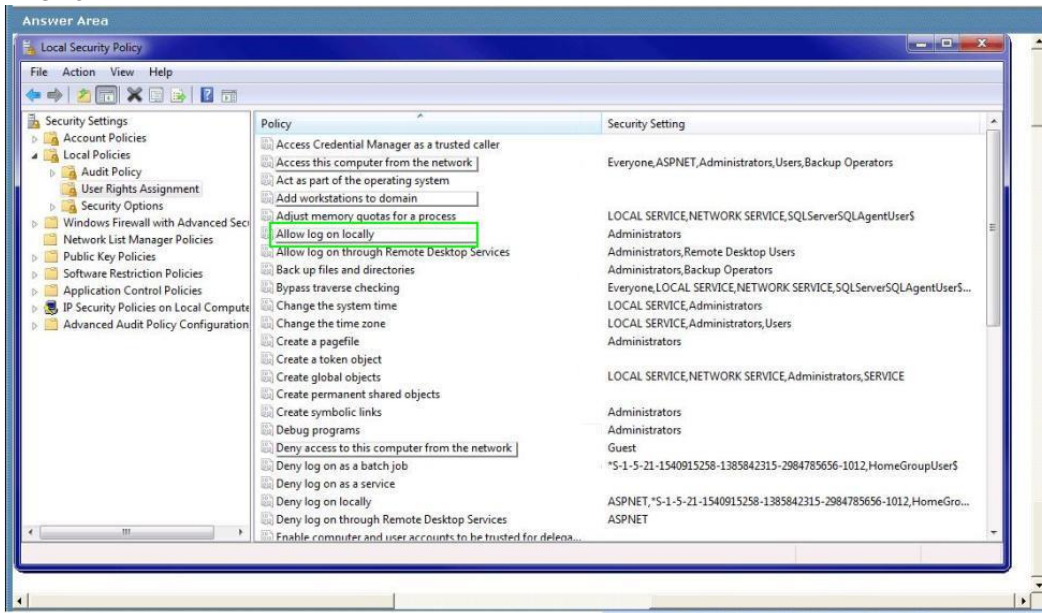 Answer Area
Local Security Policy
File Action View Help
Security Settings
Account Policies
Local Policies
Audit Policy
User Rights Assignment
Security Options
Windows Firewall with Advanced Secu
Network List Manager Policies
Public Key Policies
Software Restriction Policies
Application Control Policies
IP Security Policies on Local Compute
Advanced Audit Policy Configuration
Policy Security Setting
Access Credential Manager as a trusted caller
Access this computer from the network Everyone,ASPNET,Administrators,Users,Backup Operators
Act as part of the operating system
Add workstations to domain
Adjust memory quotas for a process LOCAL SERVICE,NETWORK SERVICE,SQLServerSQLAgentUser$
Allow log on locally Administrators
Allow log on through Remote Desktop Services Administrators,Remote Desktop Users
Back up files and directories Administrators,Backup Operators
Bypass traverse checking Everyone,LOCAL SERVICE,NETWORK SERVICE,SQLServerSQLAgentUser$...
Change the system time LOCAL SERVICE,Administrators
Change the time zone LOCAL SERVICE,Administrators,Users
Create a pagefile Administrators
Create a token object
Create global objects LOCAL SERVICE,NETWORK SERVICE,Administrators,SERVICE
Create permanent shared objects
Create symbolic links Administrators
Debug programs Administrators
Deny access to this computer from the network Guest
Deny log on as a batch job *S-1-5-21-1540915258-1385842315-2984785656-1012,HomeGroupUser$
Deny log on as a service
Deny log on locally ASPNET,*S-1-5-21-1540915258-1385842315-2984785656-1012,HomeGro...
Deny log on through Remote Desktop Services ASPNET
Enable computer and user accounts to be trusted for delega...